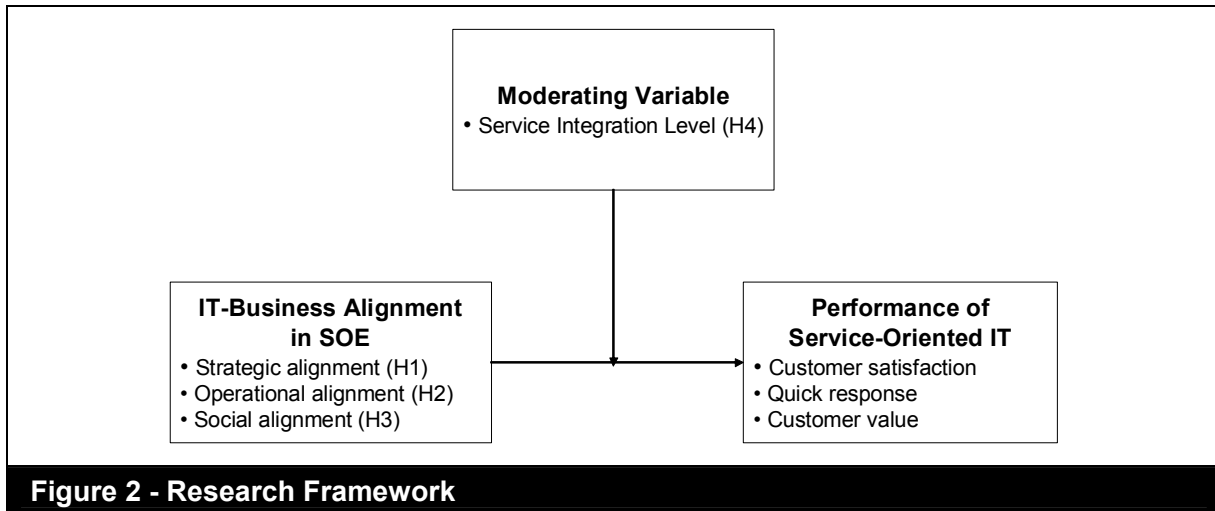 Moderating Variable
• Service Integration Level (H4)
IT-Business Alignment
in SOE
• Strategic alignment (H1)
• Operational alignment (H2)
• Social alignment (H3)
Performance of
Service-Oriented IT
• Customer satisfaction
• Quick response
• Customer value
Figure 2 - Research Framework